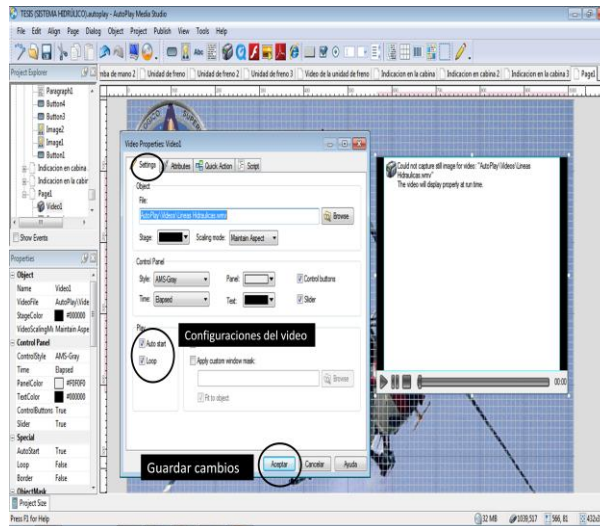 TESIS (SISTEMA HIDRÚLICO).autoplay - AutoPlay Media Studio
File Edit Align Page Dialog Object Project Publish View Tools Help
Project Explorer
mba de mano 2 Unidad de freno Unidad de freno 2 Unidad de freno 3 Video de la unidad de freno Indicacion en la cabina Indicacion en cabina 2 Indicacion en la cabina 3 Page1
Paragraph1
Button4
Button3
Image2
Image1
Button1
Indicacion en cabina
Indicacion en la cabir
Page1
Video1
Show Events
Properties
Object
Name Video1
VideoFile AutoPlay\Vide
StageColor #000000
VideoScalingM Maintain Aspe
Control Panel
ControlStyle AMS-Gray
Time Elapsed
PanelColor #F0F0F0
TextColor #000000
ControlButtons True
Slider True
Special
AutoStart True
Loop False
Border False
ObjectMask
Project Size
Press F1 for Help
Video Properties: Video1
Settings Attributes Quick Action Script
Object
File:
AutoPlay\Videos\Lineas Hidraulicas.wmv
Browse
Stage: Scaling mode: Maintain Aspect
Control Panel
Style: AMS-Gray Panel: Control buttons
Time: Elapsed Text: Slider
Play
Auto start
Loop
Configuraciones del video
Apply custom window mask:
Browse
Fit to object
Guardar cambios
Aceptar Cancelar Ayuda
Could not capture still image for video: "AutoPlay\Videos\Lineas
Hidraulicas.wmv"
The video will display properly at run time.
00:00
32 MB 1039,517 566, 81